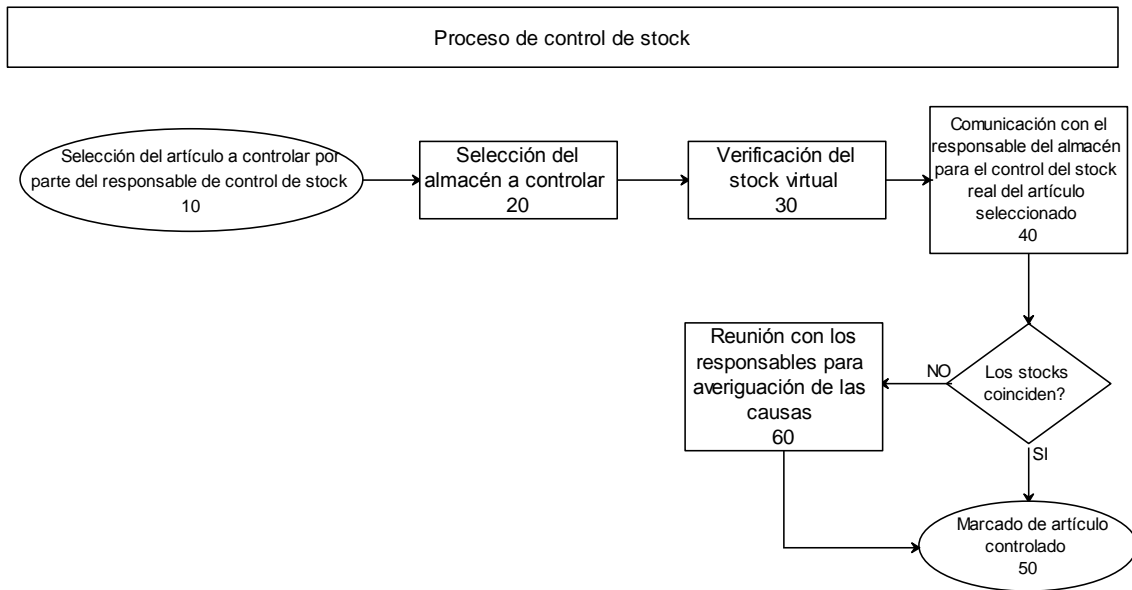 Proceso de control de stock
Selección del artículo a controlar por
parte del responsable de control de stock
10
Selección del
almacén a controlar
20
Verificación del
stock virtual
30
Comunicación con el
responsable del almacén
para el control del stock
real del artículo
seleccionado
40
Reunión con los
responsables para
averiguación de las
causas
60
NO
Los stocks
coinciden?
SI
Marcado de artículo
controlado
50